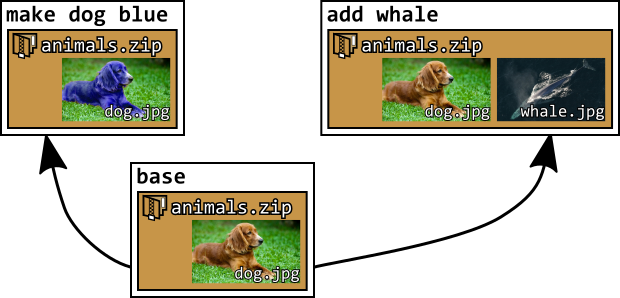 make dog blue
animals.zip
dog.jpg
add whale
animals.zip
dog.jpg
whale.jpg
base
animals.zip
dog.jpg